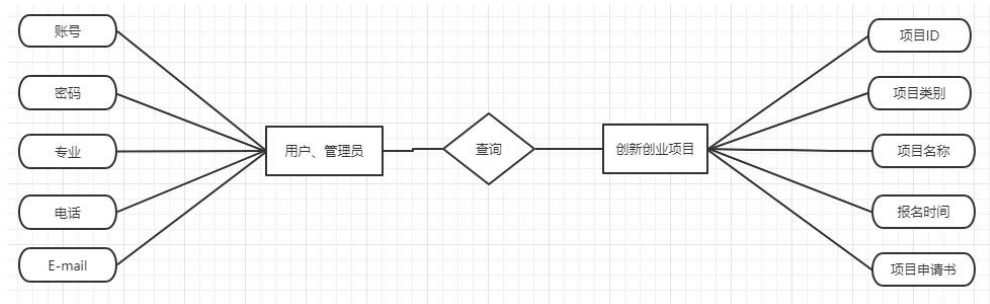 账号
密码
专业
电话
E-mail
用户、管理员
查询
创新创业项目
项目ID
项目类别
项目名称
报名时间
项目申请书